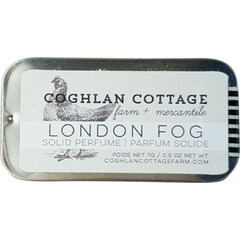 COGHLAN COTTAGE
farm + mercantile
LONDON FOG
SOLID PERFUME | PARFUM SOLIDE
POIDS NET 7G / 0.5 OZ NET WT
COGHLANCOTTAGEFARM.COM